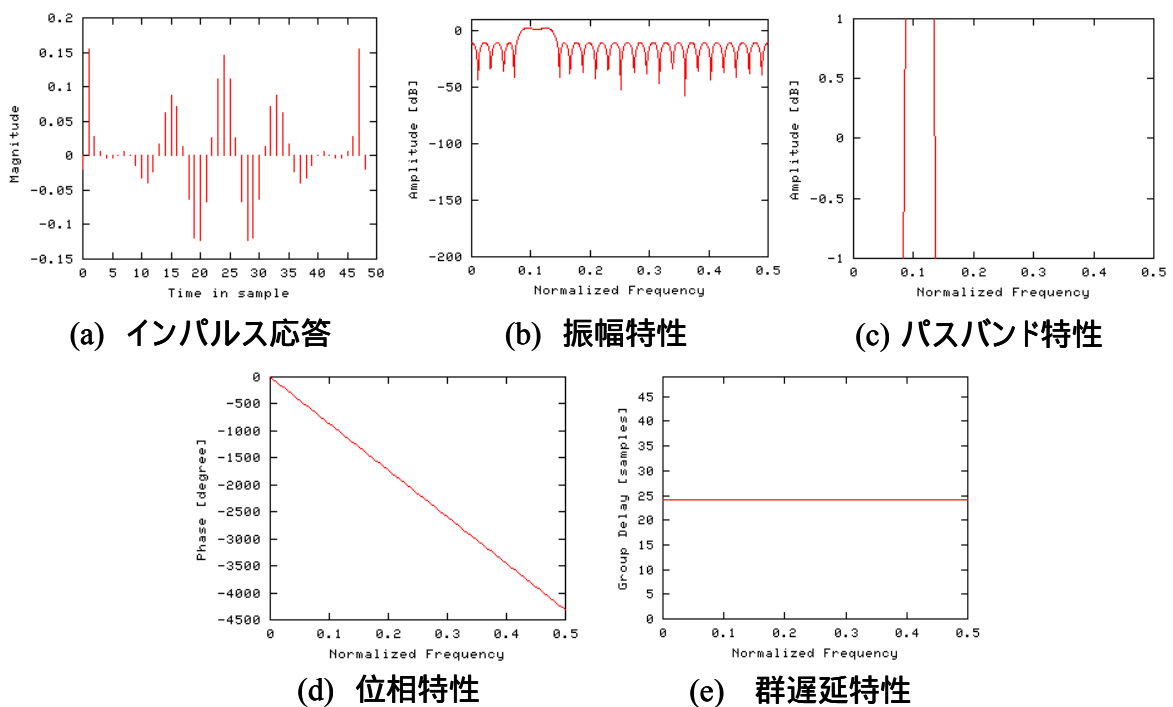 0.2
0.15
0.1
0.05
0
-0.05
-0.1
-0.15
Magnitude
0 5 10 15 20 25 30 35 40 45 50
Time in sample
(a) インパルス応答
0
-50
-100
-150
-200
Amplitude [dB]
0 0.1 0.2 0.3 0.4 0.5
Normalized Frequency
(b) 振幅特性
1
0.5
0
-0.5
-1
Amplitude [dB]
0 0.1 0.2 0.3 0.4 0.5
Normalized Frequency
(c) パスバンド特性
0
-500
-1000
-1500
-2000
-2500
-3000
-3500
-4000
-4500
Phase [degree]
0 0.1 0.2 0.3 0.4 0.5
Normalized Frequency
(d) 位相特性
45
40
35
30
25
20
15
10
5
0
Group Delay [samples]
0 0.1 0.2 0.3 0.4 0.5
Normalized Frequency
(e) 群遅延特性